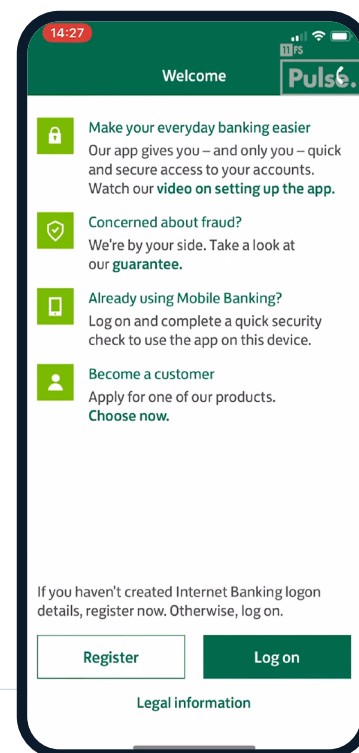 14:27
11 FS
Welcome
Pulse.
Make your everyday banking easier
Our app gives you – and only you – quick
and secure access to your accounts.
Watch our video on setting up the app.
Concerned about fraud?
We're by your side. Take a look at
our guarantee.
Already using Mobile Banking?
Log on and complete a quick security
check to use the app on this device.
Become a customer
Apply for one of our products.
Choose now.
If you haven't created Internet Banking logon
details, register now. Otherwise, log on.
Register
Log on
Legal information